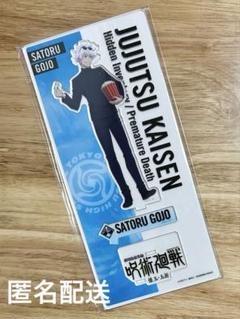 SATORU
GOJO
JUJUTSU KAISEN
Hidden Inventory / Premature Death
SATORU GOJO
呪術廻戦
懐玉・玉折
匿名配送